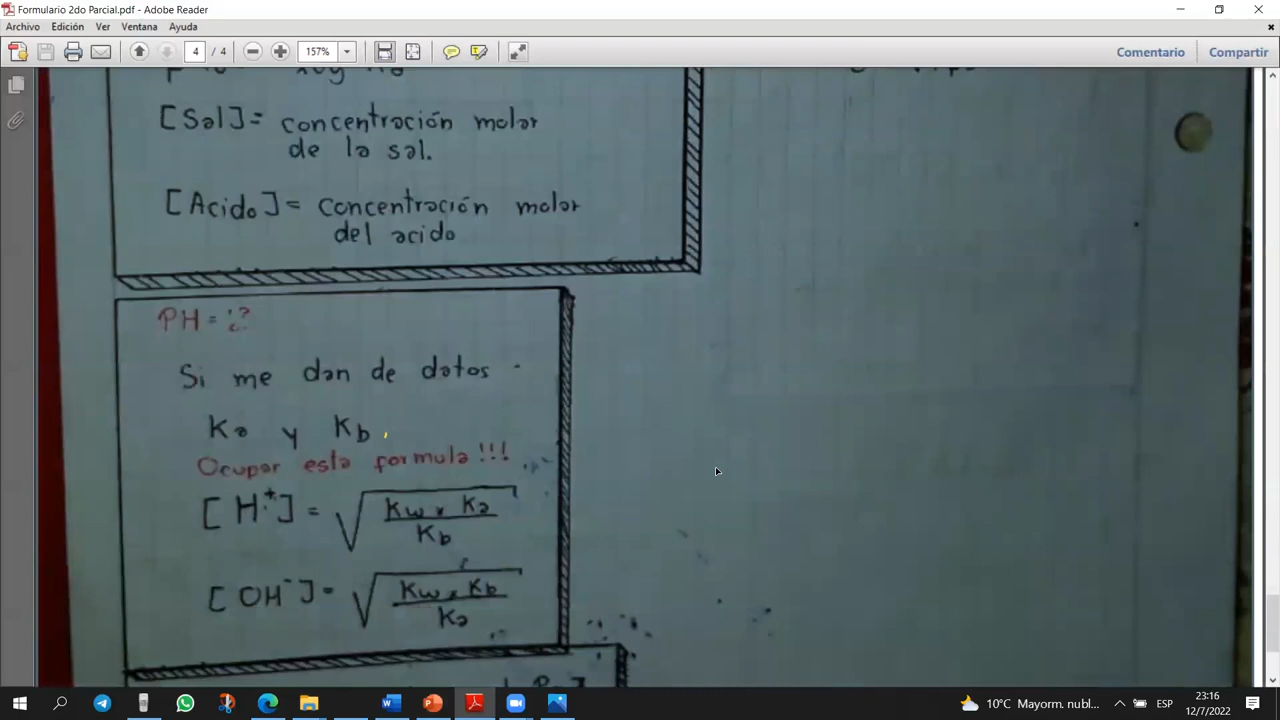 Formulario 2do Parcial.pdf - Adobe Reader
Archivo Edición Ver Ventana Ayuda
4 / 4 157% Comentario Compartir
[Sal]= concentración molar
de la sal.
[Acido]= concentración molar
del acido
PH=¿?
Si me dan de datos
Ka y Kb
Ocupar esta formula!!!
[H+]= √ Kw x Ka
Kb
[OH-]= √ Kw x Kb
Ka
10°C Mayorm. nubl... ESP 23:16
12/7/2022